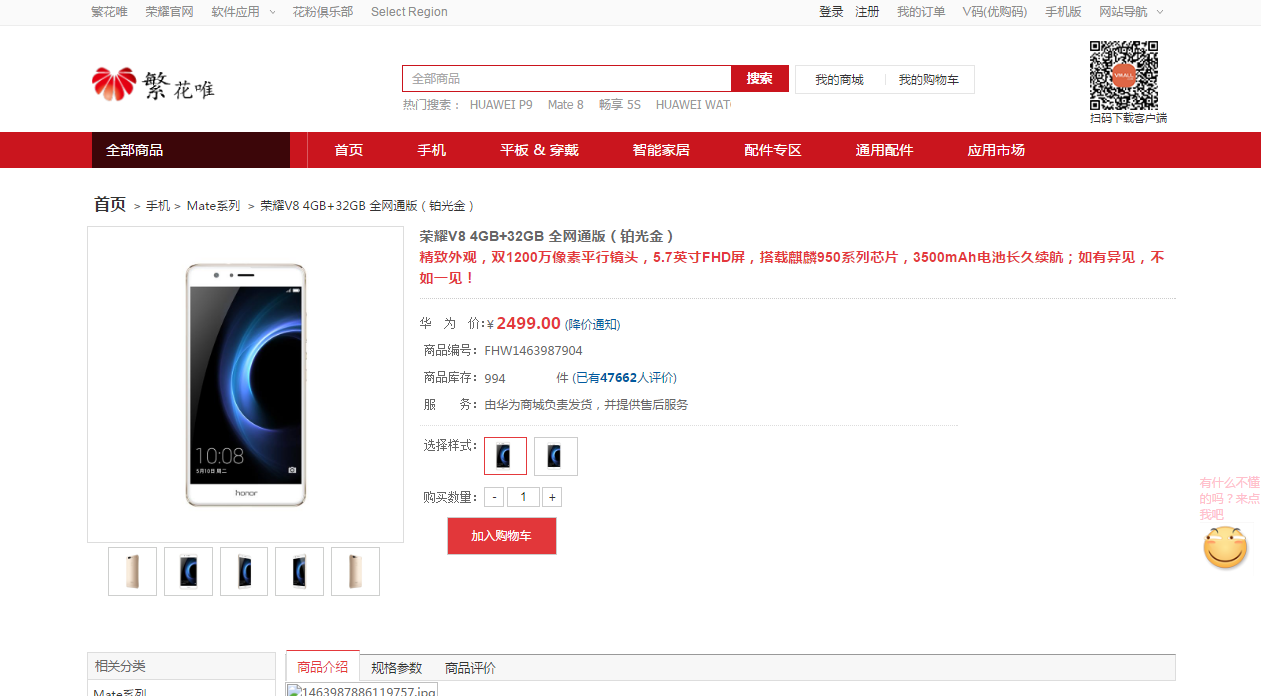 繁花唯 荣耀官网 软件应用 花粉俱乐部 Select Region 登录 注册 我的订单 V码(优购码) 手机版 网站导航
繁花唯
全部商品 搜索 我的商城 我的购物车
VMALL
热门搜索： HUAWEI P9 Mate 8 畅享 5S HUAWEI WAT
扫码下载客户端
全部商品 首页 手机 平板 & 穿戴 智能家居 配件专区 通用配件 应用市场
首页 > 手机 > Mate系列 > 荣耀V8 4GB+32GB 全网通版（铂光金）
荣耀V8 4GB+32GB 全网通版（铂光金）
精致外观，双1200万像素平行镜头，5.7英寸FHD屏，搭载麒麟950系列芯片，3500mAh电池长久续航；如有异见，不
如一见！
华 为 价:¥ 2499.00 (降价通知)
商品编号: FHW1463987904
商品库存: 994 件 (已有47662人评价)
服 务: 由华为商城负责发货，并提供售后服务
选择样式:
购买数量: - 1 +
加入购物车
10:08
5月10日 周二
honor
有什么不懂
的吗？来点
我吧
相关分类
Mate系列
商品介绍 规格参数 商品评价
1463987886119757.jpg